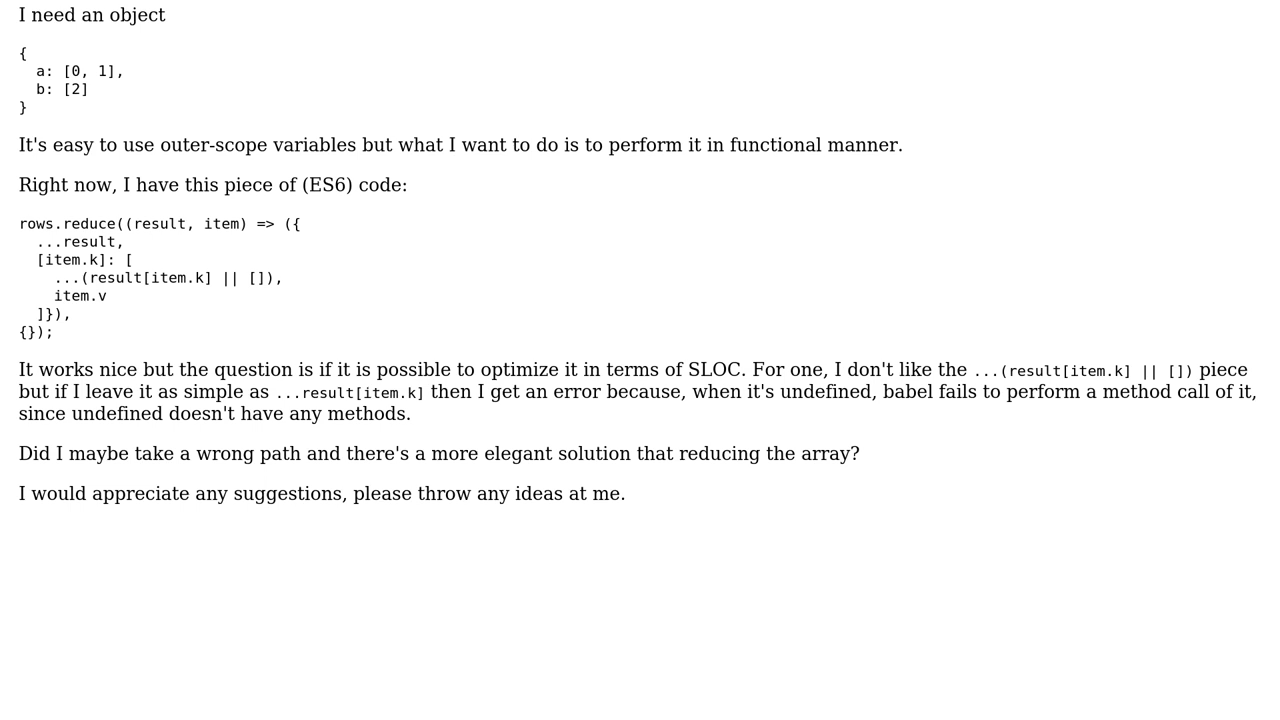 I need an object
{
  a: [0, 1],
  b: [2]
}
It's easy to use outer-scope variables but what I want to do is to perform it in functional manner.
Right now, I have this piece of (ES6) code:
rows.reduce((result, item) => ({
  ...result,
  [item.k]: [
    ...(result[item.k] || []),
    item.v
  ]}),
{});
It works nice but the question is if it is possible to optimize it in terms of SLOC. For one, I don't like the ...(result[item.k] || []) piece
but if I leave it as simple as ...result[item.k] then I get an error because, when it's undefined, babel fails to perform a method call of it,
since undefined doesn't have any methods.
Did I maybe take a wrong path and there's a more elegant solution that reducing the array?
I would appreciate any suggestions, please throw any ideas at me.